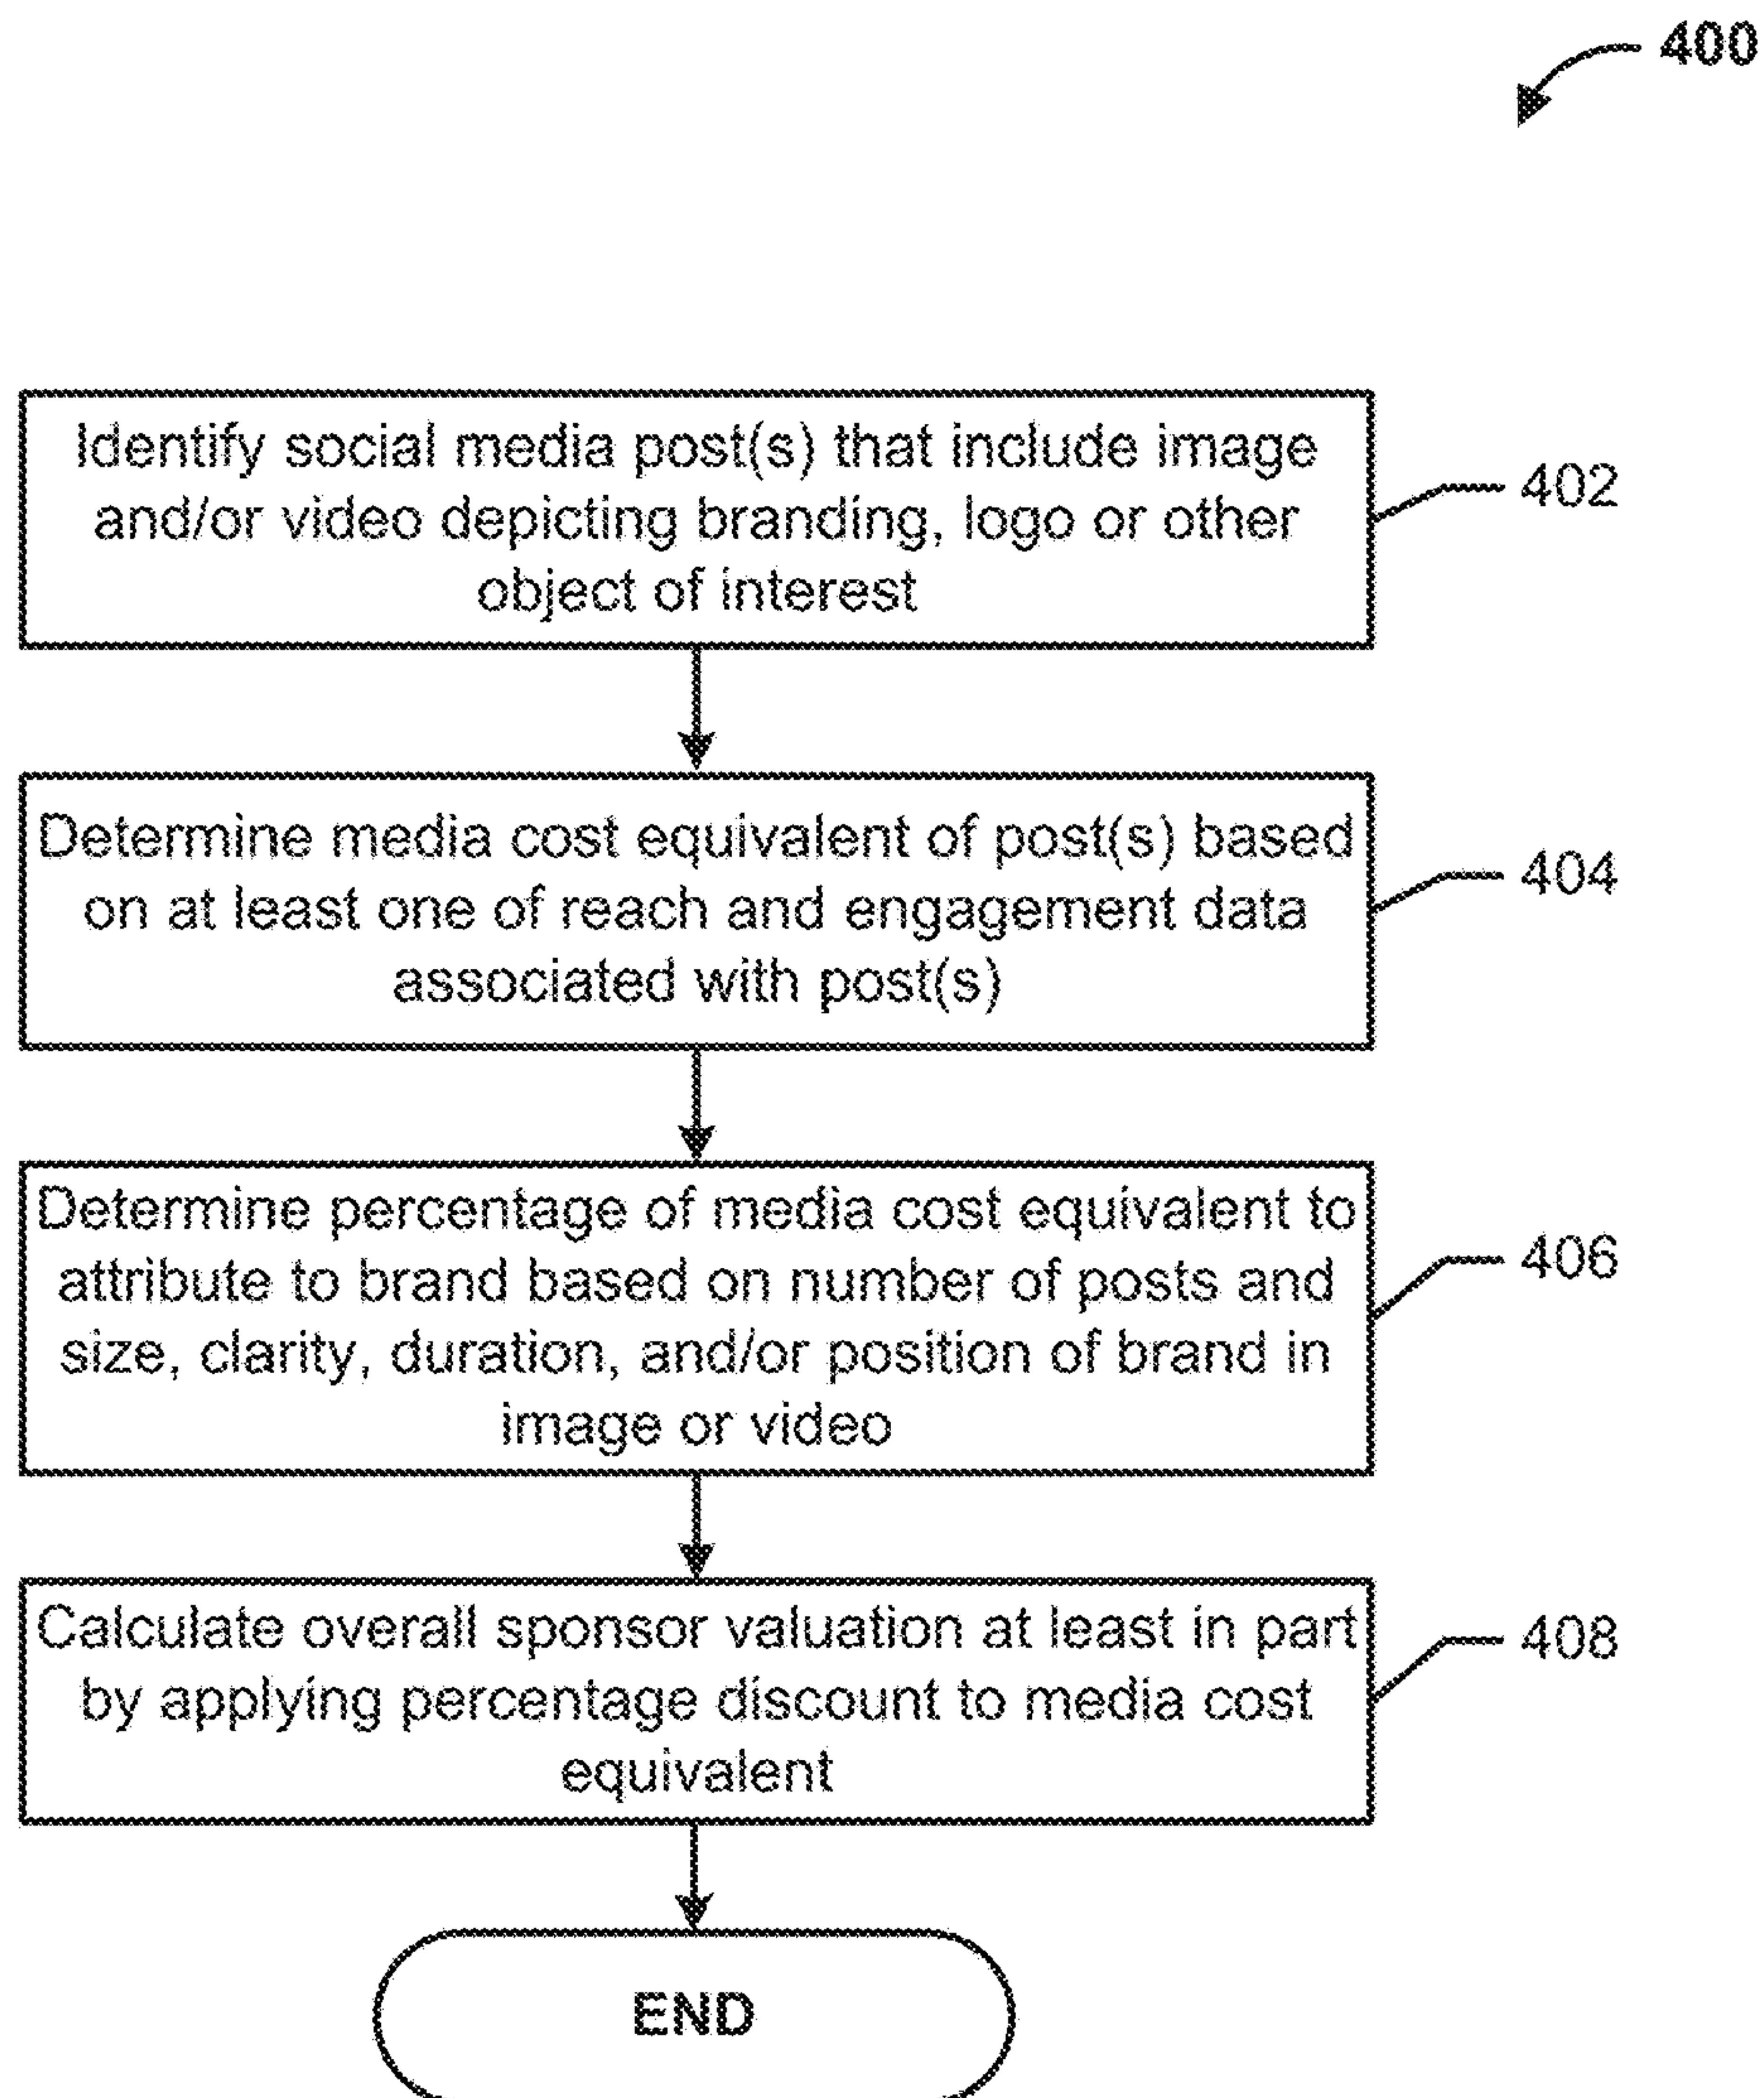 400
Identify social media post(s) that include image
and/or video depicting branding, logo or other
object of interest
402
Determine media cost equivalent of post(s) based
on at least one of reach and engagement data
associated with post(s)
404
Determine percentage of media cost equivalent to
attribute to brand based on number of posts and
size, clarity, duration, and/or position of brand in
image or video
406
Calculate overall sponsor valuation at least in part
by applying percentage discount to media cost
equivalent
408
END